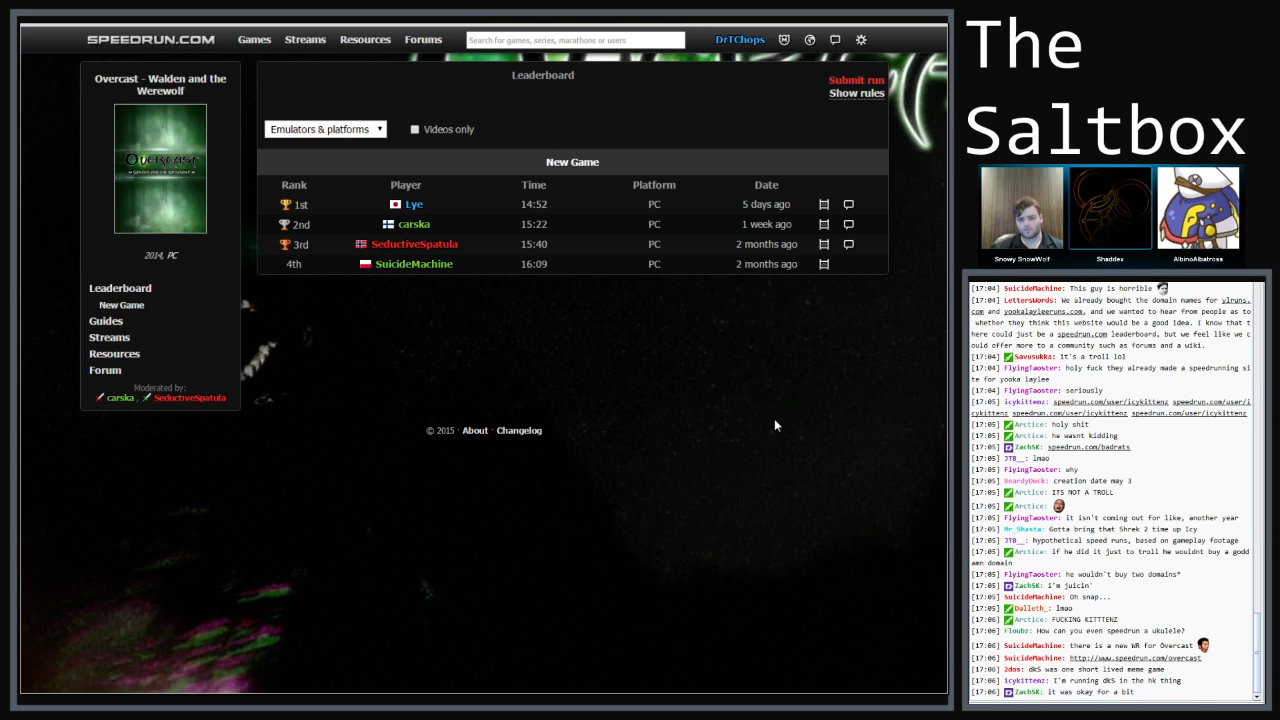 SPEEDRUN.COM Games Streams Resources Forums Search for games, series, marathons or users DrTChops
Overcast - Walden and the
Werewolf
OVERCAST
2014, PC
Leaderboard
New Game
Guides
Streams
Resources
Forum
Moderated by:
carska , SeductiveSpatula
Leaderboard
Submit run
Show rules
Emulators & platforms
Videos only
New Game
Rank Player Time Platform Date
1st Lye 14:52 PC 5 days ago
2nd carska 15:22 PC 1 week ago
3rd SeductiveSpatula 15:40 PC 2 months ago
4th SuicideMachine 16:09 PC 2 months ago
© 2015 · About · Changelog
The
Saltbox
Snowy SnowWolf Shaddex AlbinoAlbatross
[17:04] SuicideMachine: This guy is horrible
[17:04] LettersWords: We already bought the domain names for ylruns.
com and yookalayleeruns.com, and we wanted to hear from people as to
whether they think this website would be a good idea. I know that t
here could just be a speedrun.com leaderboard, but we feel like we c
ould offer more to a community such as forums and a wiki.
[17:04] Savusukka: it's a troll lol
[17:04] FlyingTaoster: holy fuck they already made a speedrunning si
te for yooka laylee
[17:04] FlyingTaoster: seriously
[17:05] icykittenz: speedrun.com/user/icykittenz speedrun.com/user/i
cykittenz speedrun.com/user/icykittenz speedrun.com/user/icykittenz
[17:05] Arctice: holy shit
[17:05] Arctice: he wasnt kidding
[17:05] ZachSK: speedrun.com/badrats
[17:05] JTB__: lmao
[17:05] FlyingTaoster: why
[17:05] BeardyDuck: creation date may 3
[17:05] Arctice: ITS NOT A TROLL
[17:05] Arctice:
[17:05] FlyingTaoster: it isn't coming out for like, another year
[17:05] Mr_Shasta: Gotta bring that Shrek 2 time up Icy
[17:05] JTB__: hypothetical speed runs, based on gameplay footage
[17:05] Arctice: if he did it just to troll he wouldnt buy a godd
amn domain
[17:05] FlyingTaoster: he wouldn't buy two domains*
[17:05] ZachSK: i'm juicin'
[17:05] SuicideMachine: Oh snap...
[17:05] Dalleth_: lmao
[17:06] Arctice: FUCKING KITTTENZ
[17:06] Floubz: How can you even speedrun a ukulele?
[17:06] SuicideMachine: there is a new WR for Overcast
[17:06] SuicideMachine: http://www.speedrun.com/overcast
[17:06] Zdos: dkS was one short lived meme game
[17:06] icykittenz: I'm running dkS in the hk thing
[17:06] ZachSK: it was okay for a bit